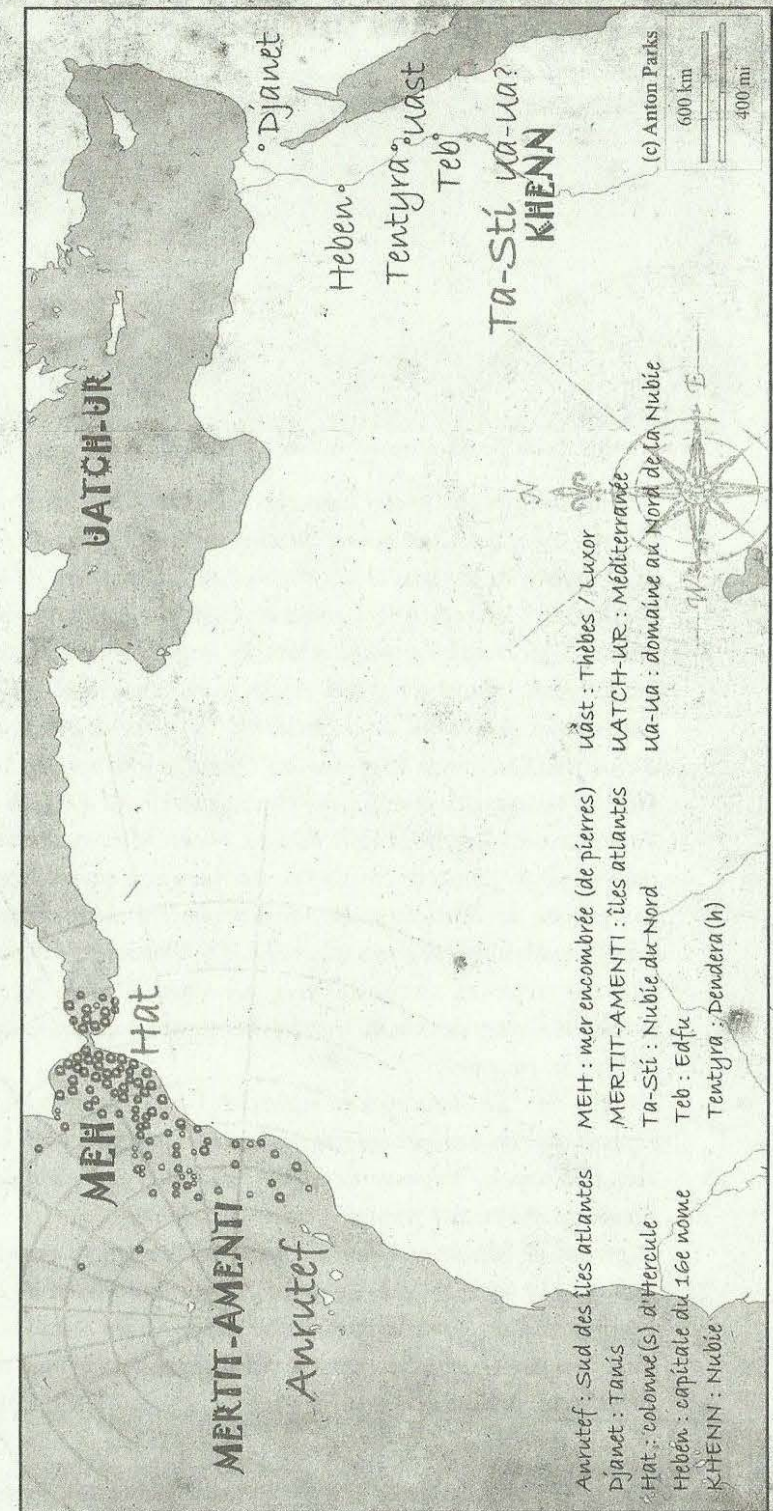 UATCH-UR
MEH
Hat
MERTIT-AMENTI
Anrutef
Djanet
Heben
Tentyra
Uast
Teb
Ta-Sti ua-ua?
KHENN
N
W
E
(c) Anton Parks
600 km
400 mi
Anrutef : Sud des îles atlantes
Djanet : Tanis
Hat : colonne(s) d'Hercule
Hebén : capitale du 16e nome
KHENN : Nubie
MEH : mer encombrée (de pierres)
MERTIT-AMENTI : îles atlantes
Ta-Sti : Nubie du Nord
Teb : Edfu
Tentyra : Dendera(h)
Uást : Thèbes / Luxor
UATCH-UR : Méditerranée
Ua-Ua : domaine au Nord de la Nubie